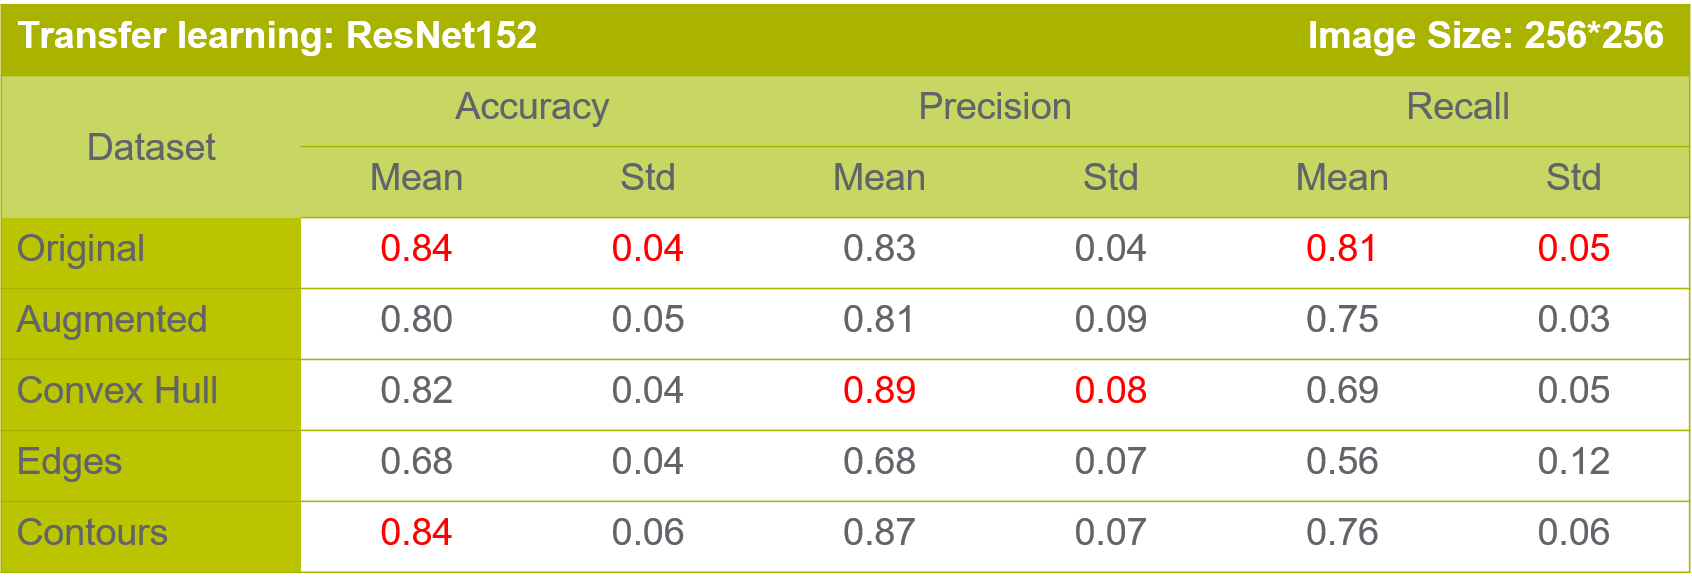 Transfer learning: ResNet152 Image Size: 256*256
Dataset Accuracy Precision Recall
Mean Std Mean Std Mean Std
Original 0.84 0.04 0.83 0.04 0.81 0.05
Augmented 0.80 0.05 0.81 0.09 0.75 0.03
Convex Hull 0.82 0.04 0.89 0.08 0.69 0.05
Edges 0.68 0.04 0.68 0.07 0.56 0.12
Contours 0.84 0.06 0.87 0.07 0.76 0.06